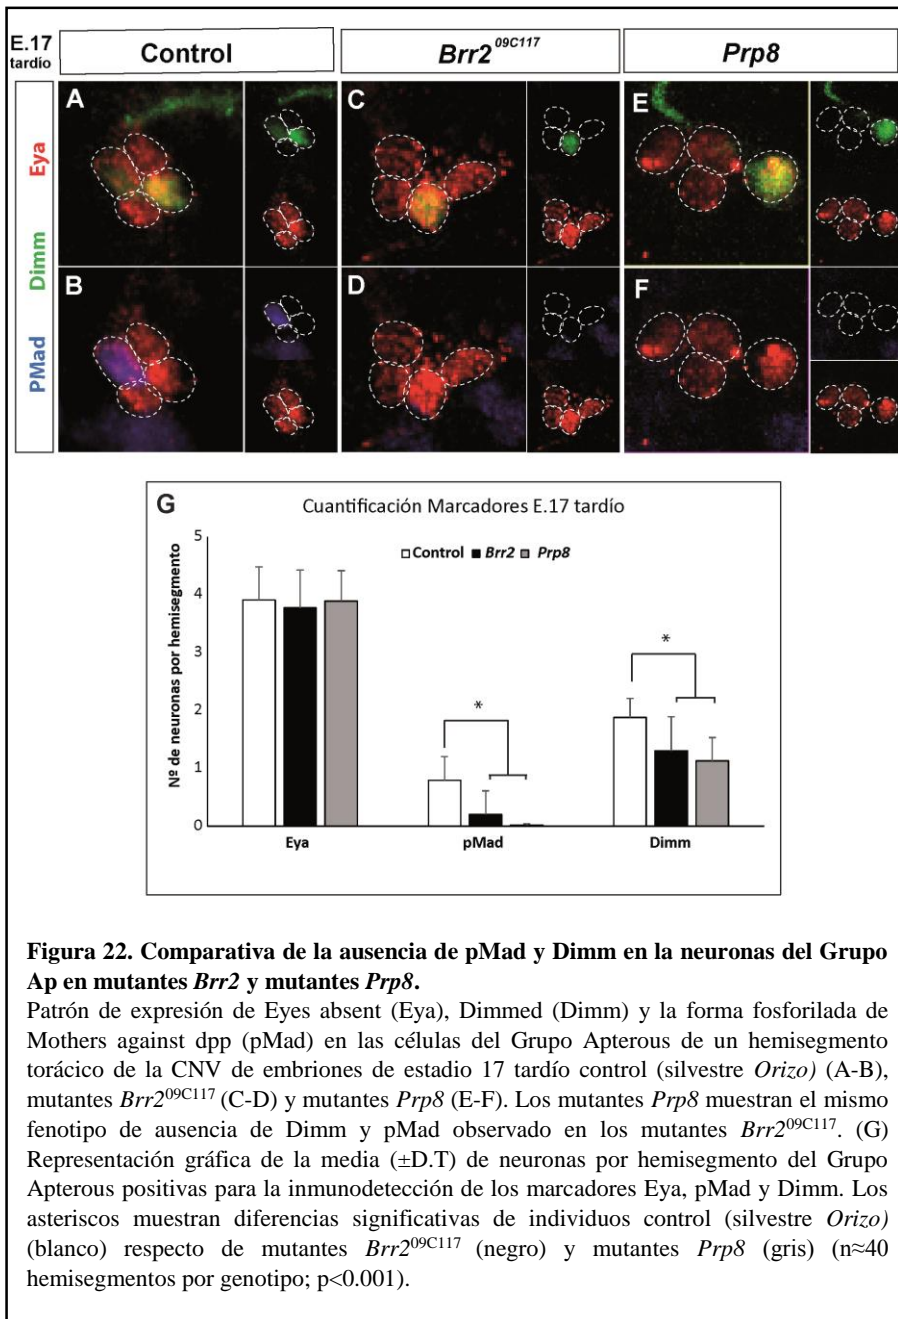 E.17
tardío
Control
Brr2 09C117
Prp8
Eya
Dimm
PMad
A
C
E
B
D
F
G
Cuantificación Marcadores E.17 tardío
Control Brr2 Prp8
Nº de neuronas por hemisegmento
5
4
3
2
1
0
*
*
Eya
pMad
Dimm
Figura 22. Comparativa de la ausencia de pMad y Dimm en la neuronas del Grupo
Ap en mutantes Brr2 y mutantes Prp8.
Patrón de expresión de Eyes absent (Eya), Dimmed (Dimm) y la forma fosforilada de
Mothers against dpp (pMad) en las células del Grupo Apterous de un hemisegmento
torácico de la CNV de embriones de estadio 17 tardío control (silvestre Orizo) (A-B),
mutantes Brr209C117 (C-D) y mutantes Prp8 (E-F). Los mutantes Prp8 muestran el mismo
fenotipo de ausencia de Dimm y pMad observado en los mutantes Brr209C117. (G)
Representación gráfica de la media (±D.T) de neuronas por hemisegmento del Grupo
Apterous positivas para la inmunodetección de los marcadores Eya, pMad y Dimm. Los
asteriscos muestran diferencias significativas de individuos control (silvestre Orizo)
(blanco) respecto de mutantes Brr209C117 (negro) y mutantes Prp8 (gris) (n≈40
hemisegmentos por genotipo; p<0.001).